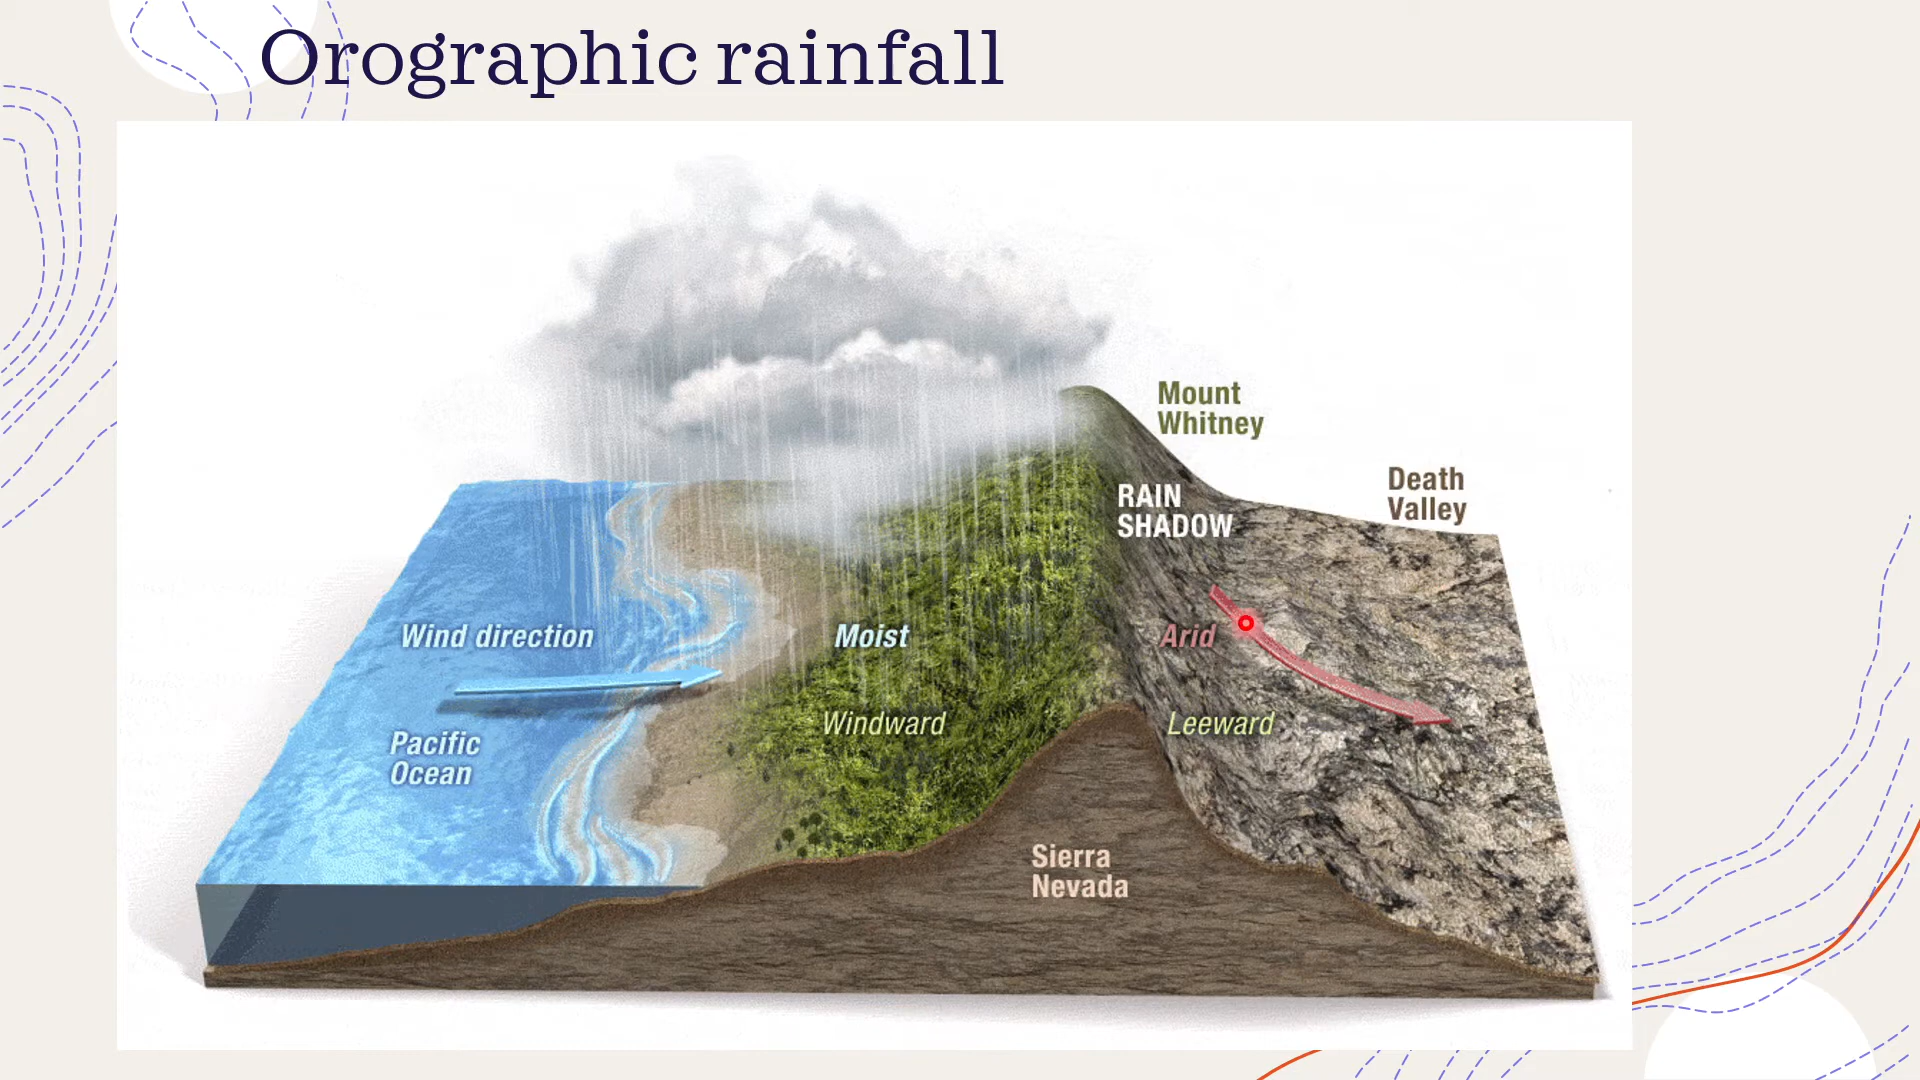 Orographic rainfall
Mount
Whitney
Death
Valley
RAIN
SHADOW
Wind direction
Moist
Arid
Windward
Leeward
Pacific
Ocean
Sierra
Nevada